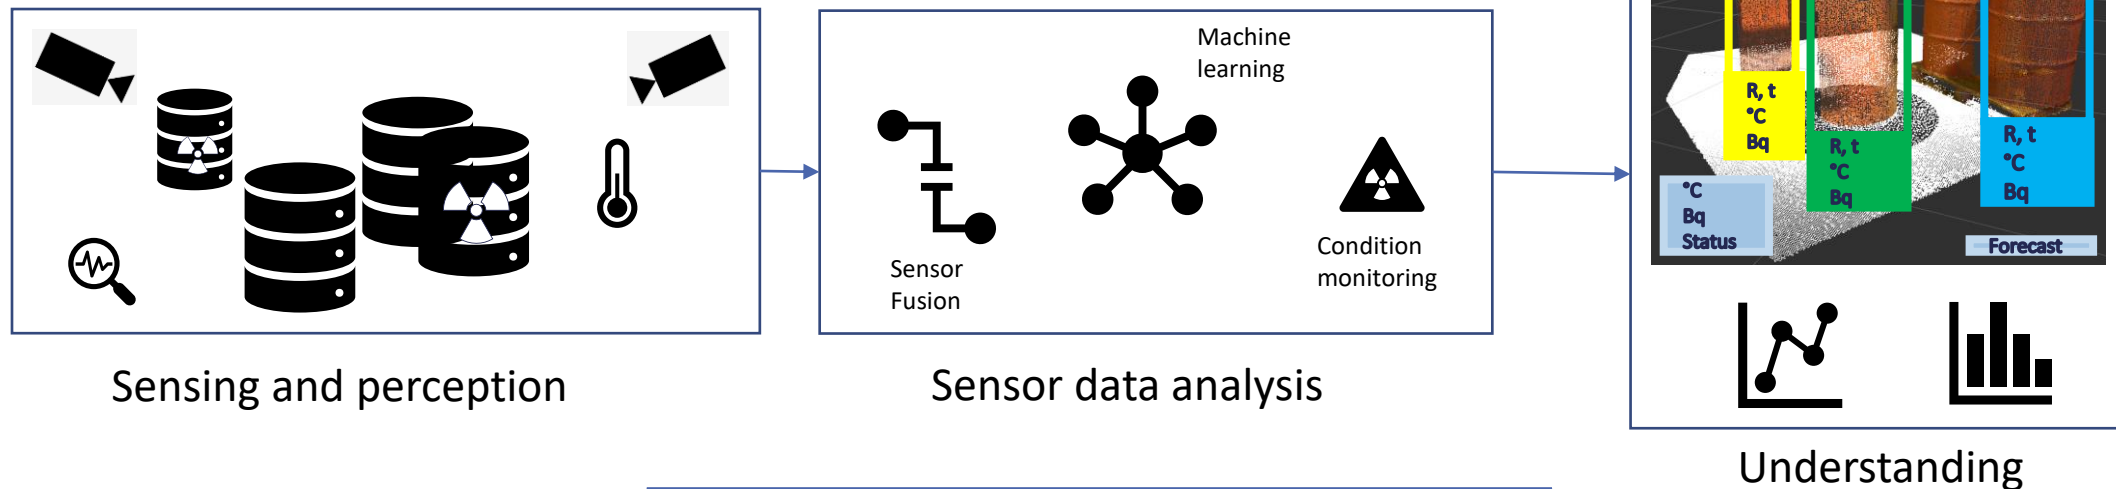 Machine
learning
Sensor
Fusion
Condition
monitoring
R, t
°C
Bq
R, t
°C
Bq
R, t
°C
Bq
°C
Bq
Status
Forecast
Sensing and perception
Sensor data analysis
Understanding